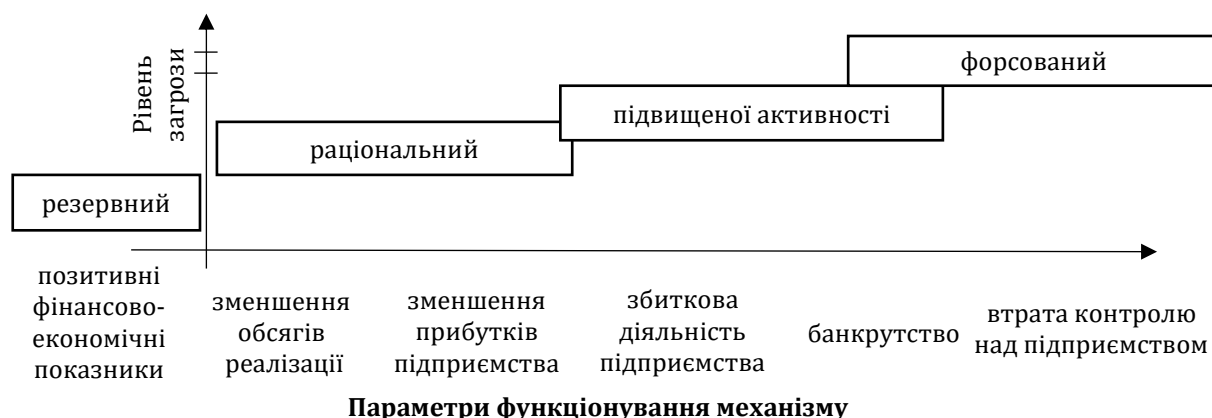 Рівень
загрози
форсований
підвищеної активності
раціональний
резервний
позитивні
фінансово-
економічні
показники
зменшення
обсягів
реалізації
зменшення
прибутків
підприємства
збиткова
діяльність
підприємства
банкрутство
втрата контролю
над підприємством
Параметри функціонування механізму